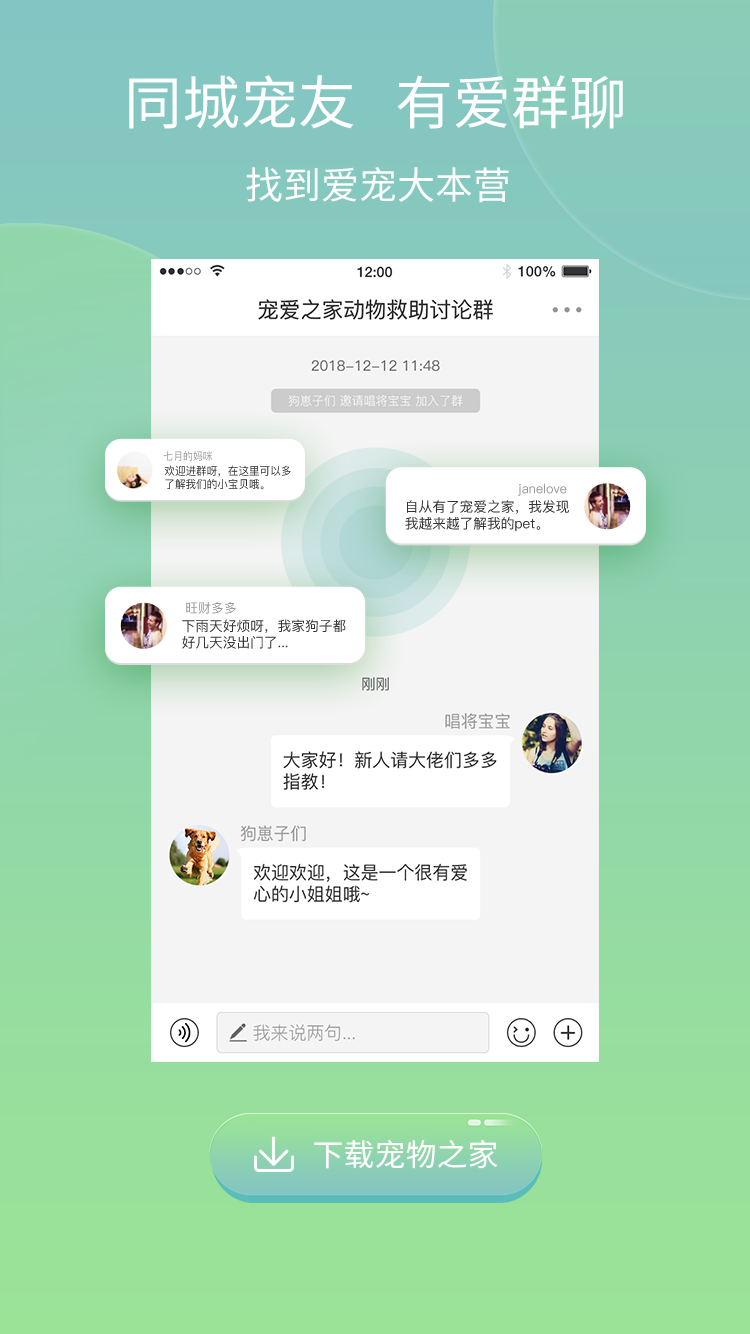 同城宠友 有爱群聊
找到爱宠大本营
12:00
100%
宠爱之家动物救助讨论群
2018-12-12 11:48
狗崽子们 邀请唱将宝宝 加入了群
七月的妈咪
欢迎进群呀，在这里可以多
了解我们的小宝贝哦。
janelove
自从有了宠爱之家，我发现
我越来越了解我的pet。
旺财多多
下雨天好烦呀，我家狗子都
好几天没出门了...
刚刚
唱将宝宝
大家好！新人请大佬们多多
指教！
狗崽子们
欢迎欢迎，这是一个很有爱
心的小姐姐哦~
我来说两句...
下载宠物之家